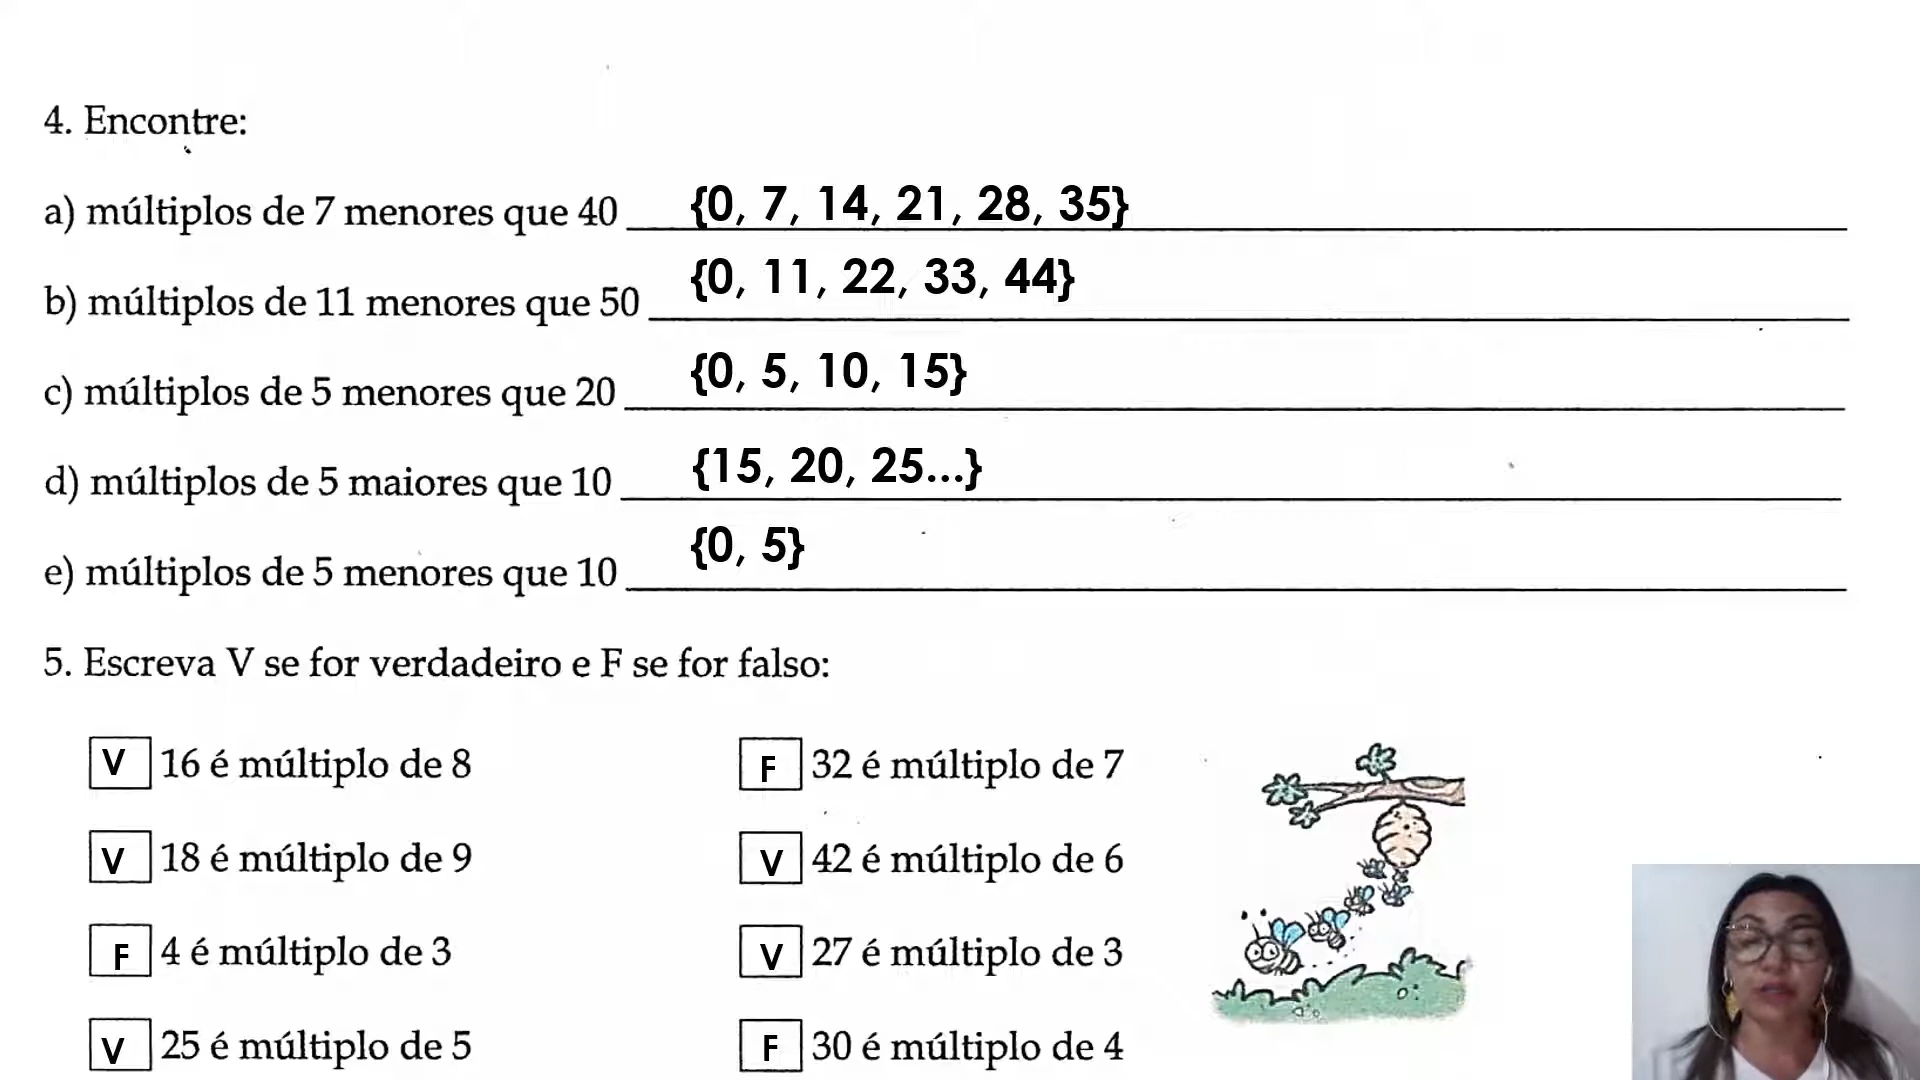 4. Encontre:
a) múltiplos de 7 menores que 40 {0, 7, 14, 21, 28, 35}
b) múltiplos de 11 menores que 50 {0, 11, 22, 33, 44}
c) múltiplos de 5 menores que 20 {0, 5, 10, 15}
d) múltiplos de 5 maiores que 10 {15, 20, 25...}
e) múltiplos de 5 menores que 10 {0, 5}
5. Escreva V se for verdadeiro e F se for falso:
V 16 é múltiplo de 8
F 32 é múltiplo de 7
V 18 é múltiplo de 9
V 42 é múltiplo de 6
F 4 é múltiplo de 3
V 27 é múltiplo de 3
V 25 é múltiplo de 5
F 30 é múltiplo de 4